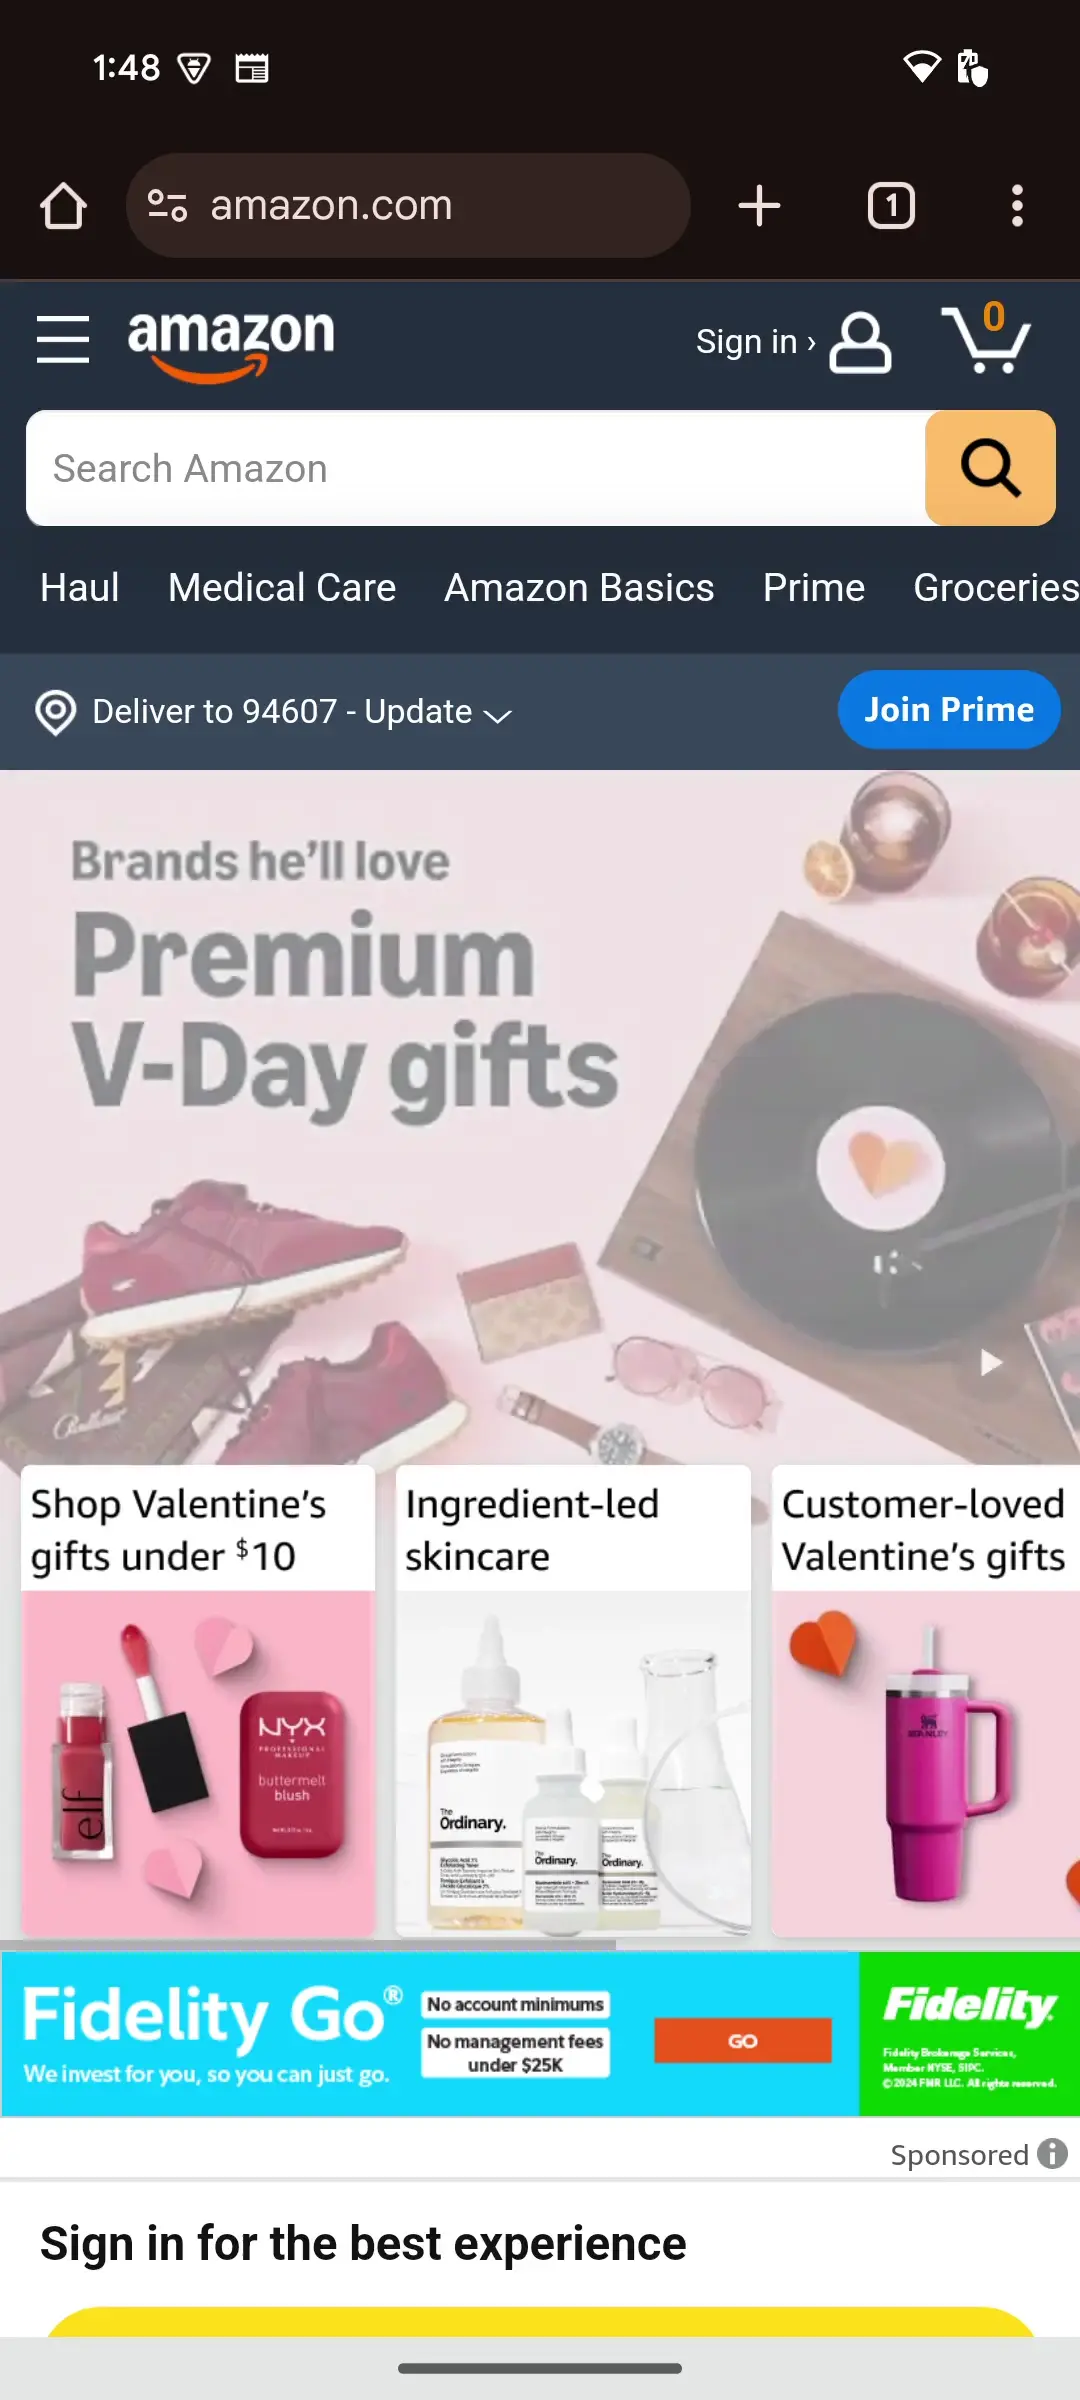 1:48
amazon.com
1
amazon
Sign in ›
0
Search Amazon
Haul Medical Care Amazon Basics Prime Groceries
Deliver to 94607 - Update
Join Prime
Brands he'll love
Premium
V-Day gifts
Shop Valentine's
gifts under $10
Ingredient-led
skincare
Customer-loved
Valentine's gifts
elf
NYX
PROFESSIONAL
MAKEUP
buttermelt
blush
The
Ordinary.
The
Ordinary.
The
Ordinary.
STANLEY
Fidelity Go®
We invest for you, so you can just go.
No account minimums
No management fees
under $25K
GO
Fidelity
Fidelity Brokerage Services,
Member NYSE, SIPC.
©2024 FMR LLC. All rights reserved.
Sponsored
Sign in for the best experience